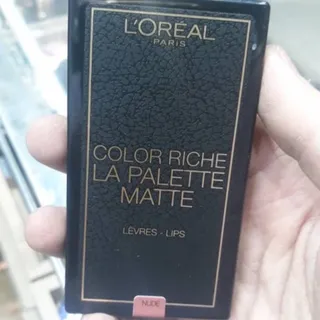 L'ORÉAL
PARIS
COLOR RICHE
LA PALETTE
MATTE
LÈVRES - LIPS
NUDE